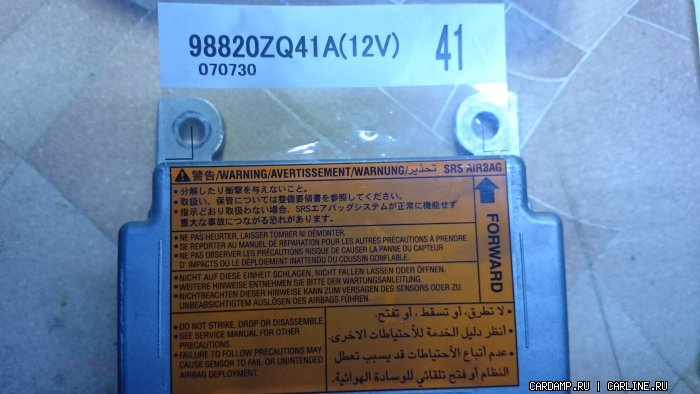 98820ZQ41A(12V) 41
070730
警告/WARNING/AVERTISSEMENT/WARNUNG/تحذير SRS AIRBAG
・分解したり衝撃を与えないこと。
・取扱い、保管については整備要領書を参照してください。
・指示どおり取扱わない場合、SRSエアバッグシステムが正常に機能せず
重大な事故につながる恐れがあります。
FORWARD
・NE PAS HEURTER, LAISSER TOMBER NI DÉMONTER.
・SE REPORTER AU MANUEL DE RÉPARATION POUR LES AUTRES PRÉCAUTIONS À PRENDRE.
・NE PAS OBSERVER LES PRÉCAUTIONS RISQUE DE CAUSER LA PANNE DU CAPTEUR
D' IMPACTS OU LE DÉPLOIEMENT INATTENDU DU COUSSIN GONFLABLE.
・NICHT AUF DIESE EINHEIT SCHLAGEN, NICHT FALLEN LASSEN ODER ÖFFNEN.
・WEITERE HINWEISE ENTNEHMEN SIE BITTE DER WARTUNGSANLEITUNG.
・NICHTBEACHTEN DIESER HINWEISE KANN ZUM VERSAGEN DES SENSORS ODER ZU
UNBEABSICHTIGTEM AUSLÖSEN DES AIRBAGS FÜHREN.
・DO NOT STRIKE, DROP OR DISASSEMBLE.
・SEE SERVICE MANUAL FOR OTHER
PRECAUTIONS.
・FAILURE TO FOLLOW PRECAUTIONS MAY
CAUSE SENSOR TO FAIL OR UNINTENDED
AIRBAG DEPLOYMENT.
・لا تطرق، أو تسقط، أو تفتح.
・أنظر دليل الخدمة للأحتياطات الاخرى.
・عدم أتباع الأحتياطات قد يسبب تعطل
النظام أو فتح تلقائي للوسادة الهوائية.
CARDAMP.RU | CARLINE.RU